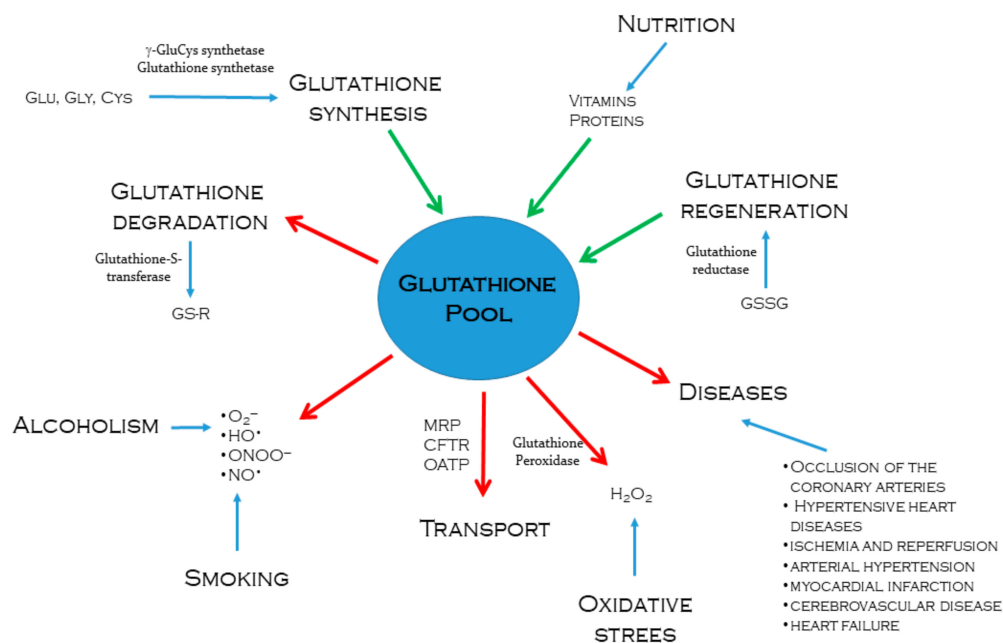 NUTRITION
γ-GluCys synthetase
Glutathione synthetase
GLU, GLY, CYS
GLUTATHIONE
SYNTHESIS
VITAMINS
PROTEINS
GLUTATHIONE
DEGRADATION
GLUTATHIONE
REGENERATION
Glutathione-S-
transferase
Glutathione
reductase
GS-R
GSSG
GLUTATHIONE
POOL
DISEASES
ALCOHOLISM
•O₂⁻
•HO•
•ONOO⁻
•NO•
MRP
CFTR
OATP
Glutathione
Peroxidase
H₂O₂
TRANSPORT
SMOKING
OXIDATIVE
STREES
• OCCLUSION OF THE
CORONARY ARTERIES
• HYPERTENSIVE HEART
DISEASES
• ISCHEMIA AND REPERFUSION
• ARTERIAL HYPERTENSION
• MYOCARDIAL INFARCTION
• CEREBROVASCULAR DISEASE
• HEART FAILURE